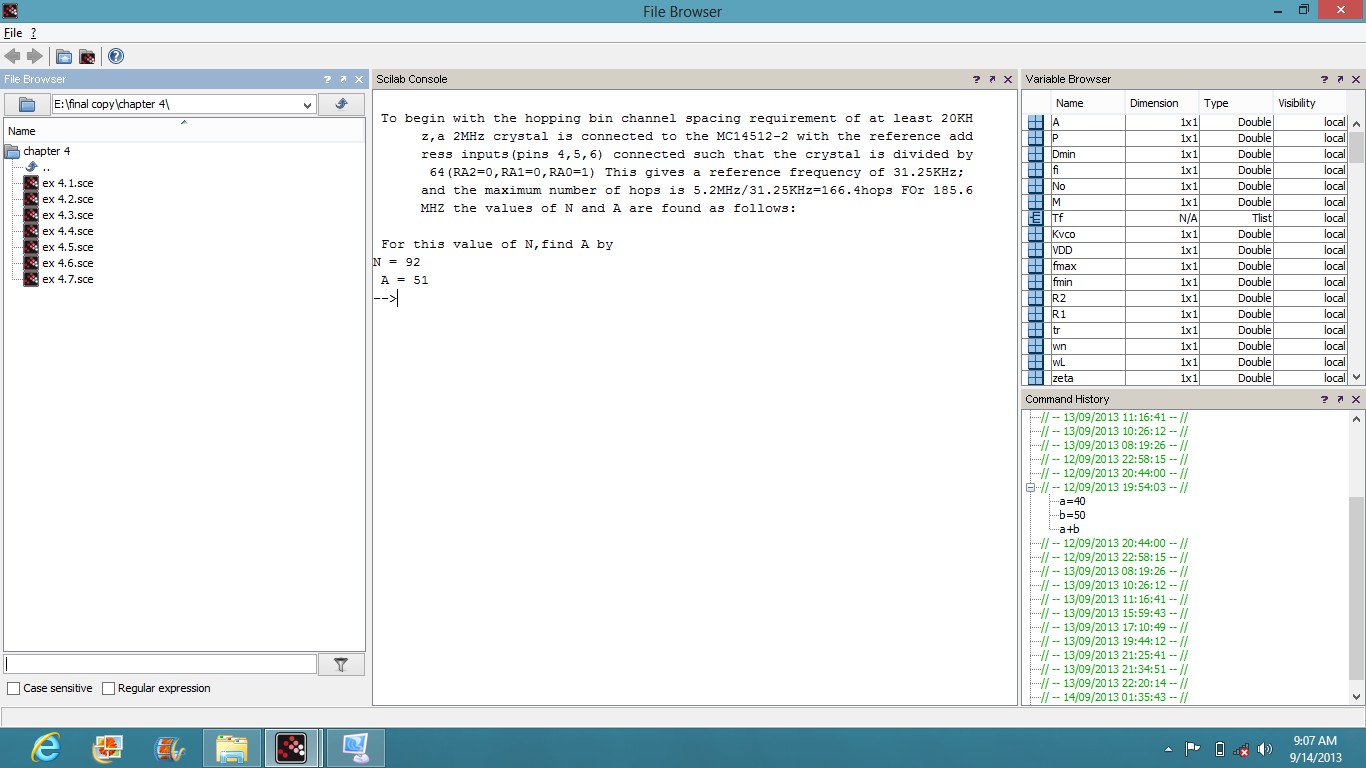 File Browser
File ?
File Browser
E:\final copy\chapter 4\
Name
chapter 4
..
ex 4.1.sce
ex 4.2.sce
ex 4.3.sce
ex 4.4.sce
ex 4.5.sce
ex 4.6.sce
ex 4.7.sce
Case sensitive Regular expression
Scilab Console
To begin with the hopping bin channel spacing requirement of at least 20KH
z,a 2MHz crystal is connected to the MC14512-2 with the reference add
ress inputs(pins 4,5,6) connected such that the crystal is divided by
64(RA2=0,RA1=0,RA0=1) This gives a reference frequency of 31.25KHz;
and the maximum number of hops is 5.2MHz/31.25KHz=166.4hops FOr 185.6
MHZ the values of N and A are found as follows:
For this value of N,find A by
N = 92
A = 51
-->
Variable Browser
Name Dimension Type Visibility
A 1x1 Double local
P 1x1 Double local
Dmin 1x1 Double local
fi 1x1 Double local
No 1x1 Double local
M 1x1 Double local
Tf N/A Tlist local
Kvco 1x1 Double local
VDD 1x1 Double local
fmax 1x1 Double local
fmin 1x1 Double local
R2 1x1 Double local
R1 1x1 Double local
tr 1x1 Double local
wn 1x1 Double local
wL 1x1 Double local
zeta 1x1 Double local
Command History
// -- 13/09/2013 11:16:41 -- //
// -- 13/09/2013 10:26:12 -- //
// -- 13/09/2013 08:19:26 -- //
// -- 12/09/2013 22:58:15 -- //
// -- 12/09/2013 20:44:00 -- //
// -- 12/09/2013 19:54:03 -- //
a=40
b=50
a+b
// -- 12/09/2013 20:44:00 -- //
// -- 12/09/2013 22:58:15 -- //
// -- 13/09/2013 08:19:26 -- //
// -- 13/09/2013 10:26:12 -- //
// -- 13/09/2013 11:16:41 -- //
// -- 13/09/2013 15:59:43 -- //
// -- 13/09/2013 17:10:49 -- //
// -- 13/09/2013 19:44:12 -- //
// -- 13/09/2013 21:25:41 -- //
// -- 13/09/2013 21:34:51 -- //
// -- 13/09/2013 22:20:14 -- //
// -- 14/09/2013 01:35:43 -- //
9:07 AM
9/14/2013